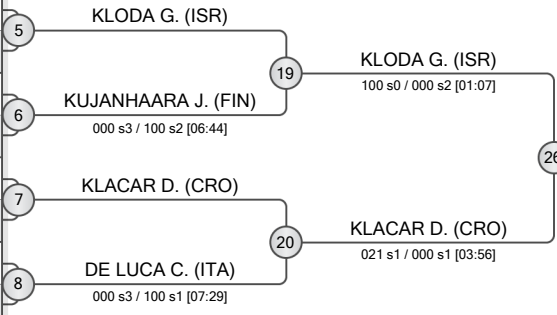 5
KLODA G. (ISR)
19
KLODA G. (ISR)
100 s0 / 000 s2 [01:07]
6
KUJANHAARA J. (FIN)
000 s3 / 100 s2 [06:44]
26
7
KLACAR D. (CRO)
20
KLACAR D. (CRO)
021 s1 / 000 s1 [03:56]
8
DE LUCA C. (ITA)
000 s3 / 100 s1 [07:29]